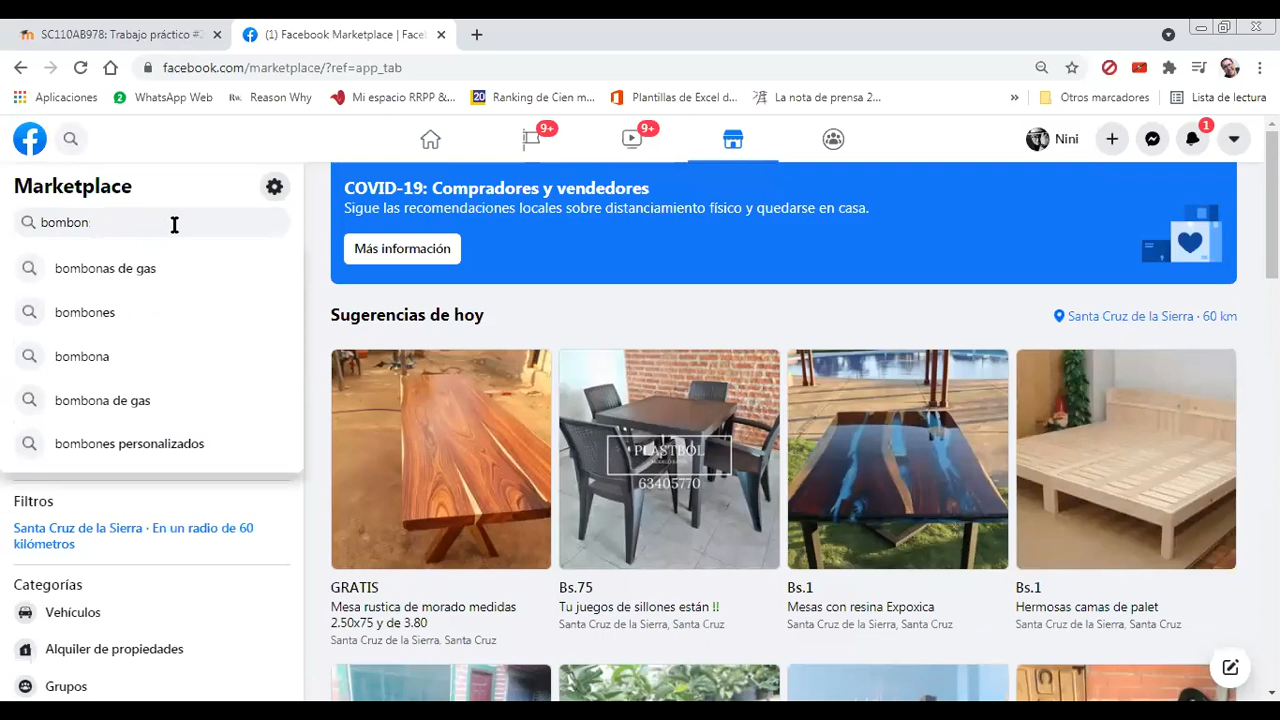 SC110AB978: Trabajo práctico #2
(1) Facebook Marketplace | Face
facebook.com/marketplace/?ref=app_tab
Aplicaciones
WhatsApp Web
Rw. Reason Why
Mi espacio RRPP &...
20 Ranking de Cien m...
Plantillas de Excel d...
La nota de prensa 2...
»
Otros marcadores
Lista de lectura
9+
9+
Nini
1
Marketplace
bombon
bombonas de gas
bombones
bombona
bombona de gas
bombones personalizados
Filtros
Santa Cruz de la Sierra · En un radio de 60
kilómetros
Categorías
Vehículos
Alquiler de propiedades
Grupos
COVID-19: Compradores y vendedores
Sigue las recomendaciones locales sobre distanciamiento físico y quedarse en casa.
Más información
Sugerencias de hoy
Santa Cruz de la Sierra · 60 km
PLASTBOL
63405770
GRATIS
Mesa rustica de morado medidas
2.50x75 y de 3.80
Santa Cruz de la Sierra, Santa Cruz
Bs.75
Tu juegos de sillones están !!
Santa Cruz de la Sierra, Santa Cruz
Bs.1
Mesas con resina Expoxica
Santa Cruz de la Sierra, Santa Cruz
Bs.1
Hermosas camas de palet
Santa Cruz de la Sierra, Santa Cruz